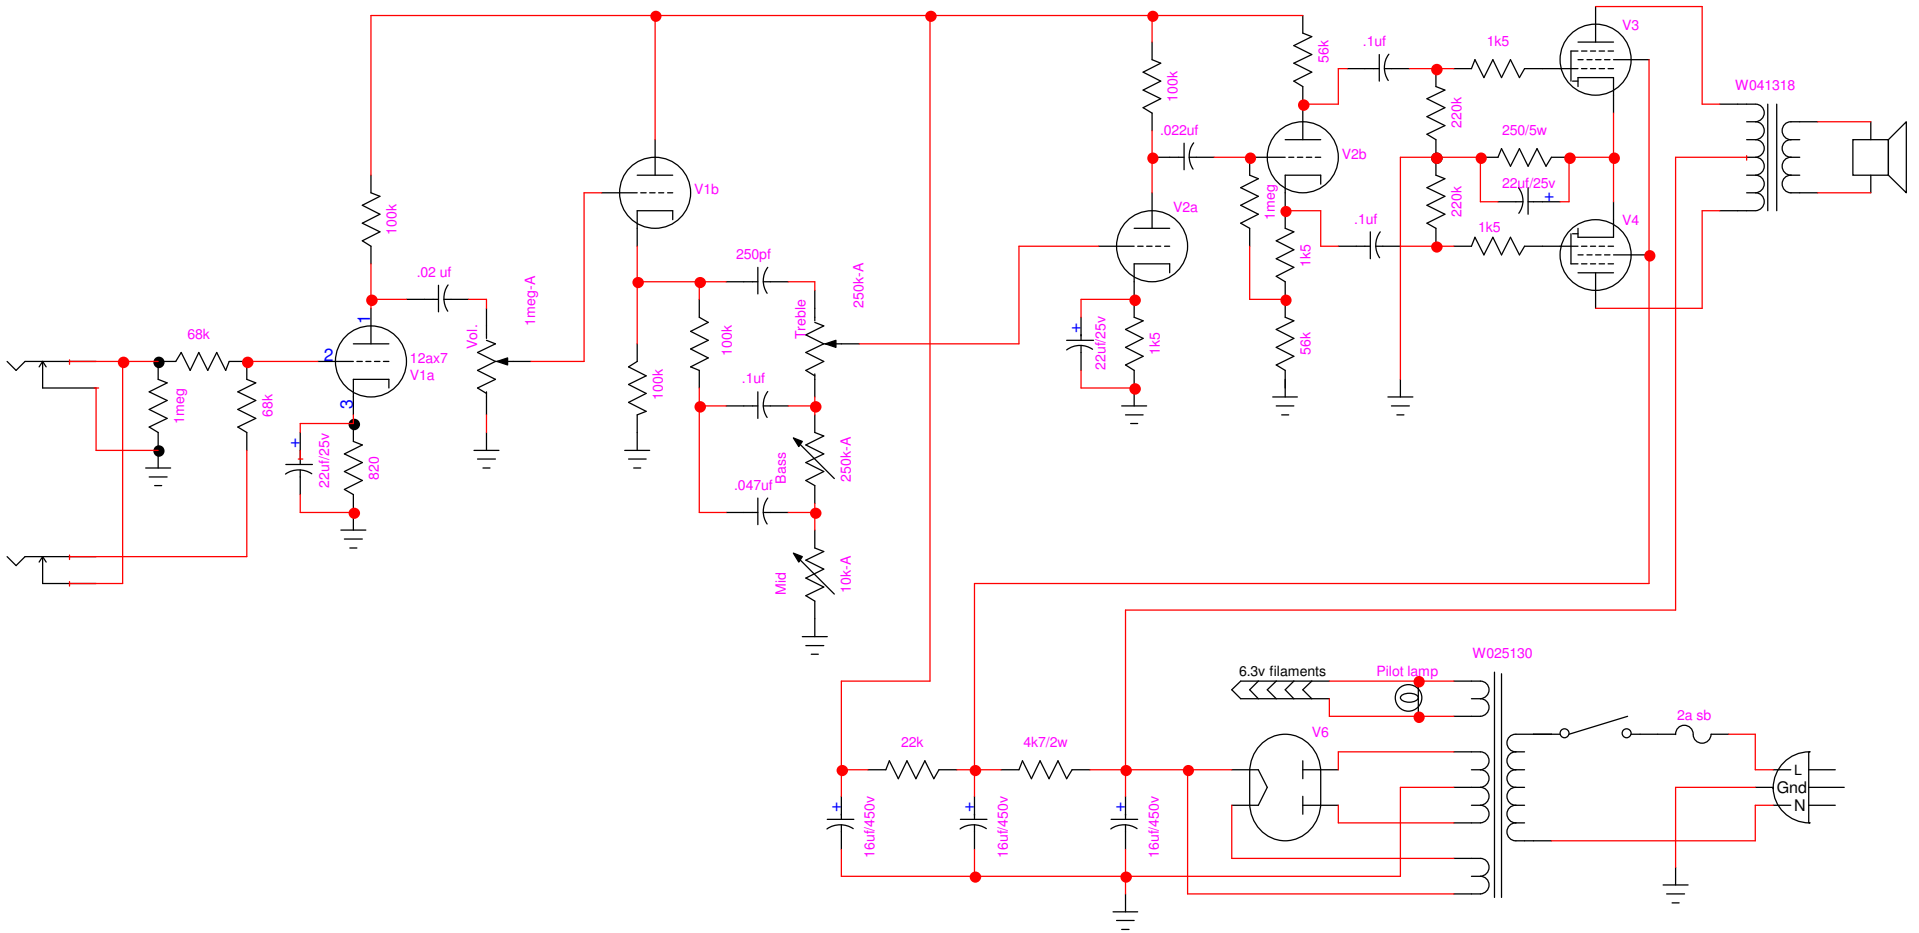 V3
.1uf
1k5
56k
W041318
100k
220k
250/5w
.022uf
V2b
22uf/25v
+
1meg
V1b
V2a
220k
V4
.1uf
1k5
100k
250pf
250k-A
1k5
.02 uf
1meg-A
Treble
Vol.
1
68k
2
12ax7
V1a
100k
+
22uf/25v
1k5
56k
.1uf
100k
1meg
68k
3
+
22uf/25v
820
Bass
250k-A
.047uf
Mid
10k-A
W025130
6.3v filaments
Pilot lamp
2a sb
V6
22k
4k7/2w
L
Gnd
N
+
16uf/450v
+
16uf/450v
+
16uf/450v